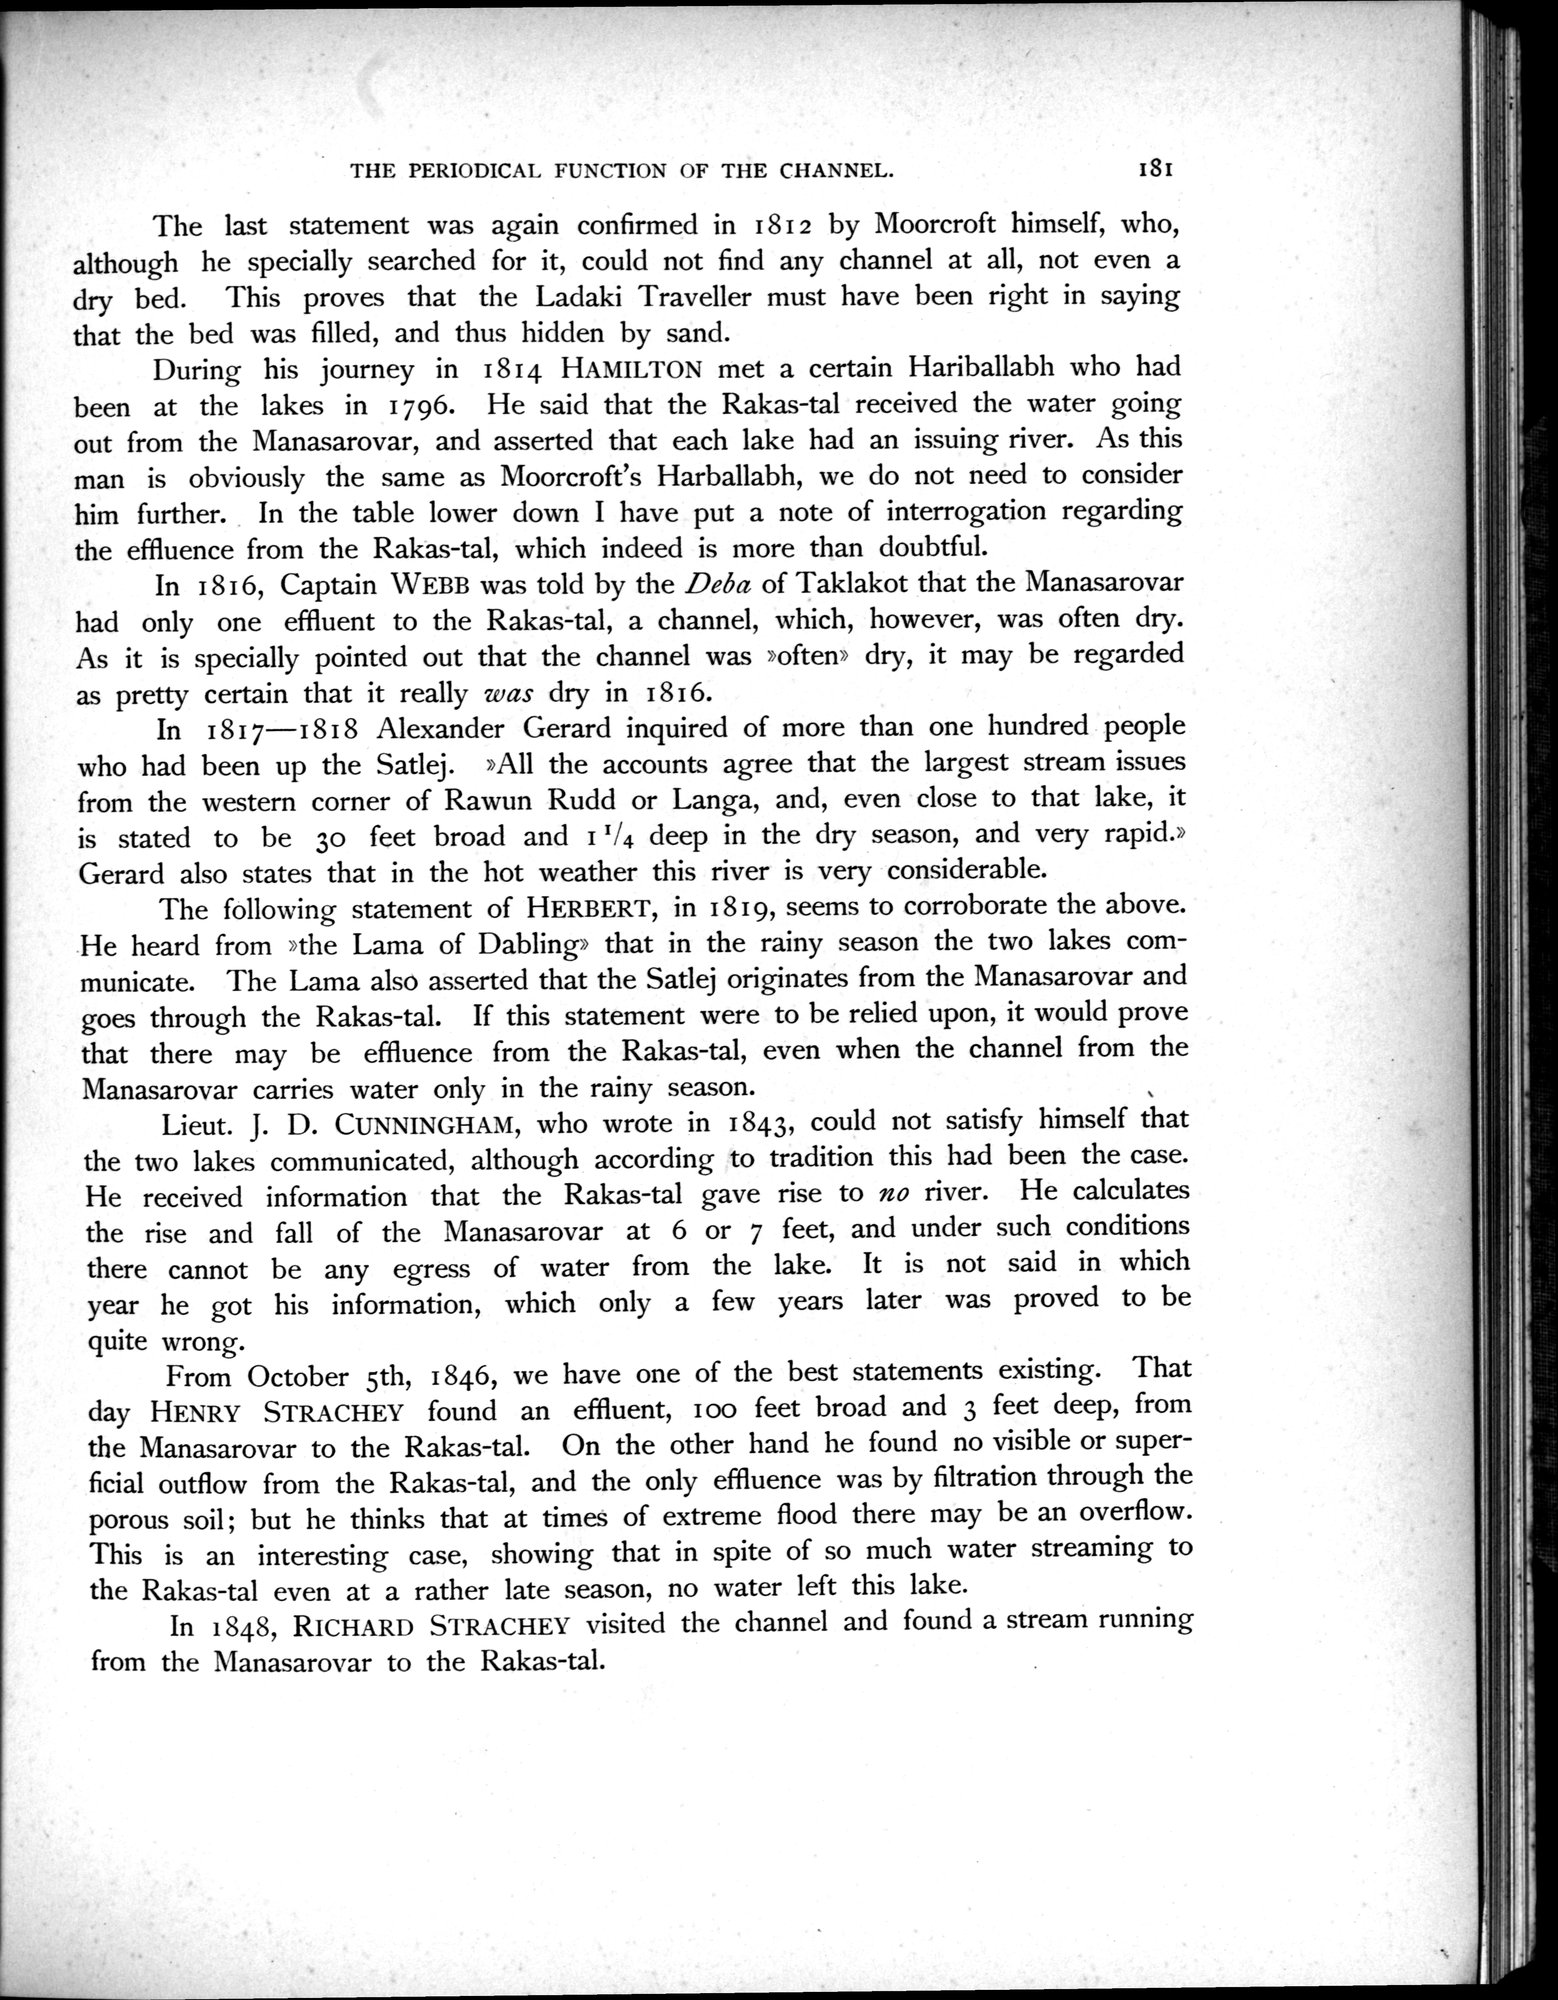 THE PERIODICAL FUNCTION OF THE CHANNEL. 181
The last statement was again confirmed in 1812 by Moorcroft himself, who,
although he specially searched for it, could not find any channel at all, not even a
dry bed. This proves that the Ladaki Traveller must have been right in saying
that the bed was filled, and thus hidden by sand.
During his journey in 1814 HAMILTON met a certain Hariballabh who had
been at the lakes in 1796. He said that the Rakas-tal received the water going
out from the Manasarovar, and asserted that each lake had an issuing river. As this
man is obviously the same as Moorcroft's Harballabh, we do not need to consider
him further. In the table lower down I have put a note of interrogation regarding
the effluence from the Rakas-tal, which indeed is more than doubtful.
In 1816, Captain WEBB was told by the Deba of Taklakot that the Manasarovar
had only one effluent to the Rakas-tal, a channel, which, however, was often dry.
As it is specially pointed out that the channel was »often» dry, it may be regarded
as pretty certain that it really was dry in 1816.
In 1817—1818 Alexander Gerard inquired of more than one hundred people
who had been up the Satlej. »All the accounts agree that the largest stream issues
from the western corner of Rawun Rudd or Langa, and, even close to that lake, it
is stated to be 30 feet broad and 1 1/4 deep in the dry season, and very rapid.»
Gerard also states that in the hot weather this river is very considerable.
The following statement of HERBERT, in 1819, seems to corroborate the above.
He heard from »the Lama of Dabling» that in the rainy season the two lakes com-
municate. The Lama also asserted that the Satlej originates from the Manasarovar and
goes through the Rakas-tal. If this statement were to be relied upon, it would prove
that there may be effluence from the Rakas-tal, even when the channel from the
Manasarovar carries water only in the rainy season.
Lieut. J. D. CUNNINGHAM, who wrote in 1843, could not satisfy himself that
the two lakes communicated, although according to tradition this had been the case.
He received information that the Rakas-tal gave rise to no river. He calculates
the rise and fall of the Manasarovar at 6 or 7 feet, and under such conditions
there cannot be any egress of water from the lake. It is not said in which
year he got his information, which only a few years later was proved to be
quite wrong.
From October 5th, 1846, we have one of the best statements existing. That
day HENRY STRACHEY found an effluent, 100 feet broad and 3 feet deep, from
the Manasarovar to the Rakas-tal. On the other hand he found no visible or super-
ficial outflow from the Rakas-tal, and the only effluence was by filtration through the
porous soil; but he thinks that at times of extreme flood there may be an overflow.
This is an interesting case, showing that in spite of so much water streaming to
the Rakas-tal even at a rather late season, no water left this lake.
In 1848, RICHARD STRACHEY visited the channel and found a stream running
from the Manasarovar to the Rakas-tal.